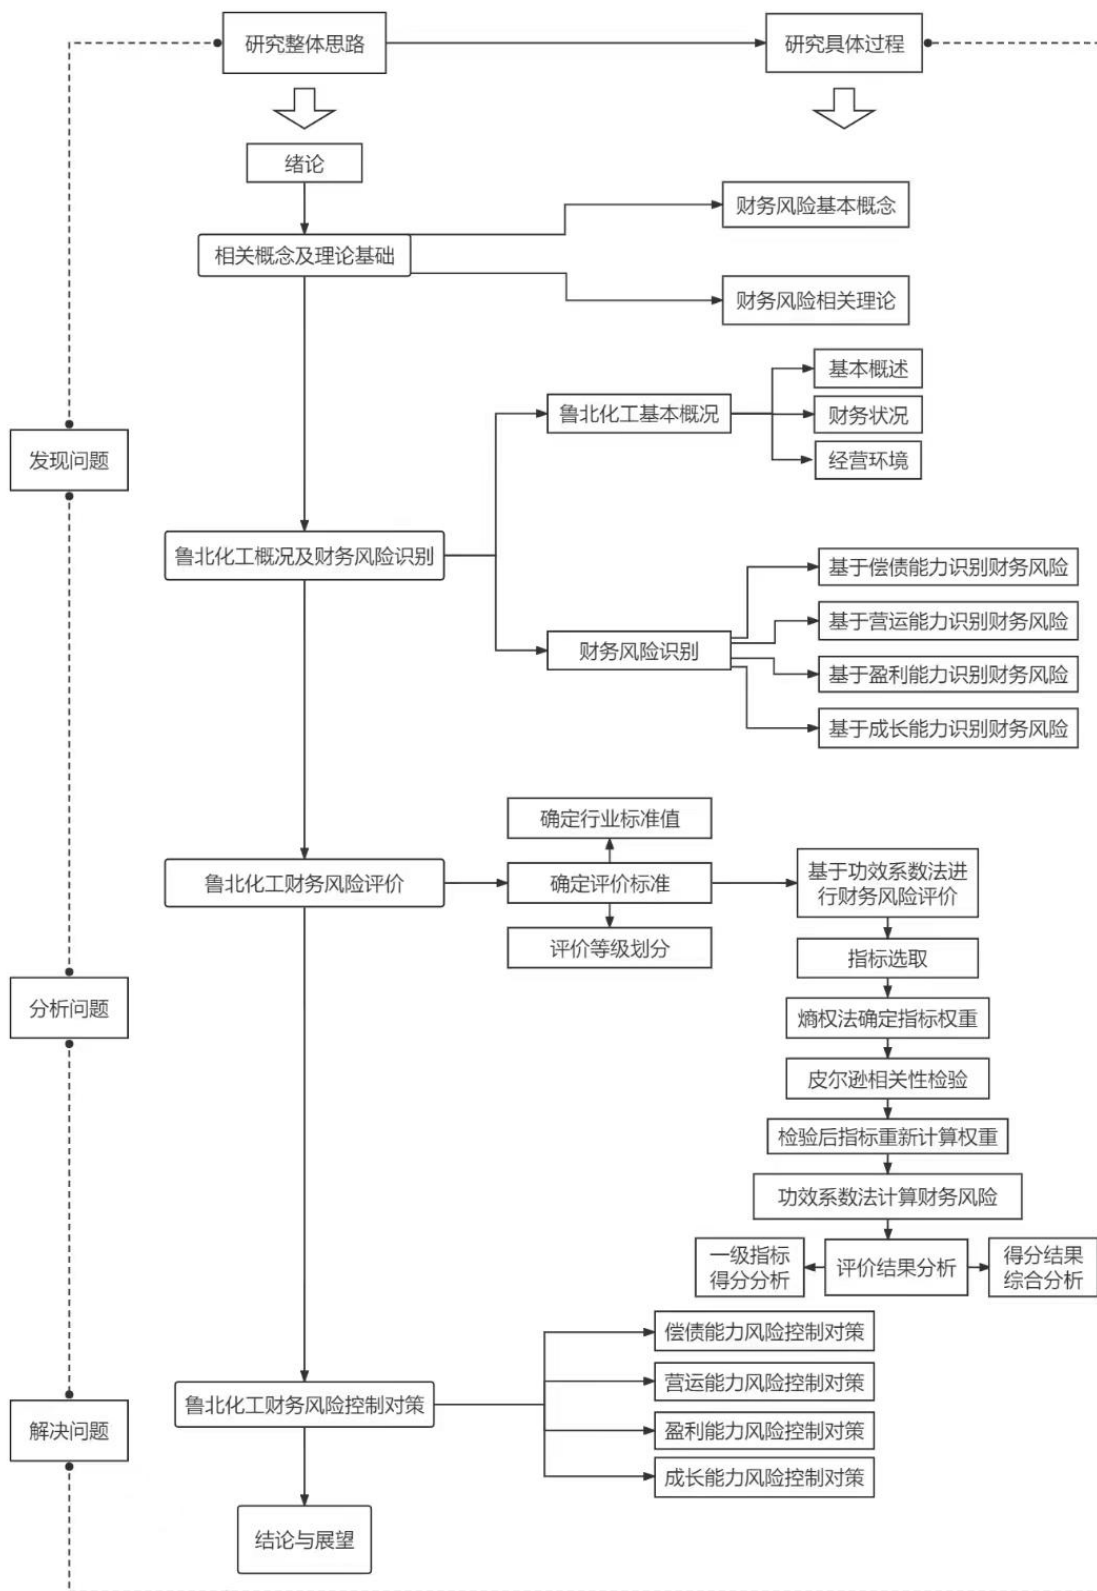 研究整体思路
研究具体过程
绪论
财务风险基本概念
相关概念及理论基础
财务风险相关理论
基本概述
鲁北化工基本概况
财务状况
发现问题
经营环境
鲁北化工概况及财务风险识别
基于偿债能力识别财务风险
基于营运能力识别财务风险
财务风险识别
基于盈利能力识别财务风险
基于成长能力识别财务风险
确定行业标准值
鲁北化工财务风险评价
确定评价标准
基于功效系数法进
行财务风险评价
评价等级划分
指标选取
分析问题
熵权法确定指标权重
皮尔逊相关性检验
检验后指标重新计算权重
功效系数法计算财务风险
一级指标
得分分析
评价结果分析
得分结果
综合分析
偿债能力风险控制对策
营运能力风险控制对策
鲁北化工财务风险控制对策
解决问题
盈利能力风险控制对策
成长能力风险控制对策
结论与展望